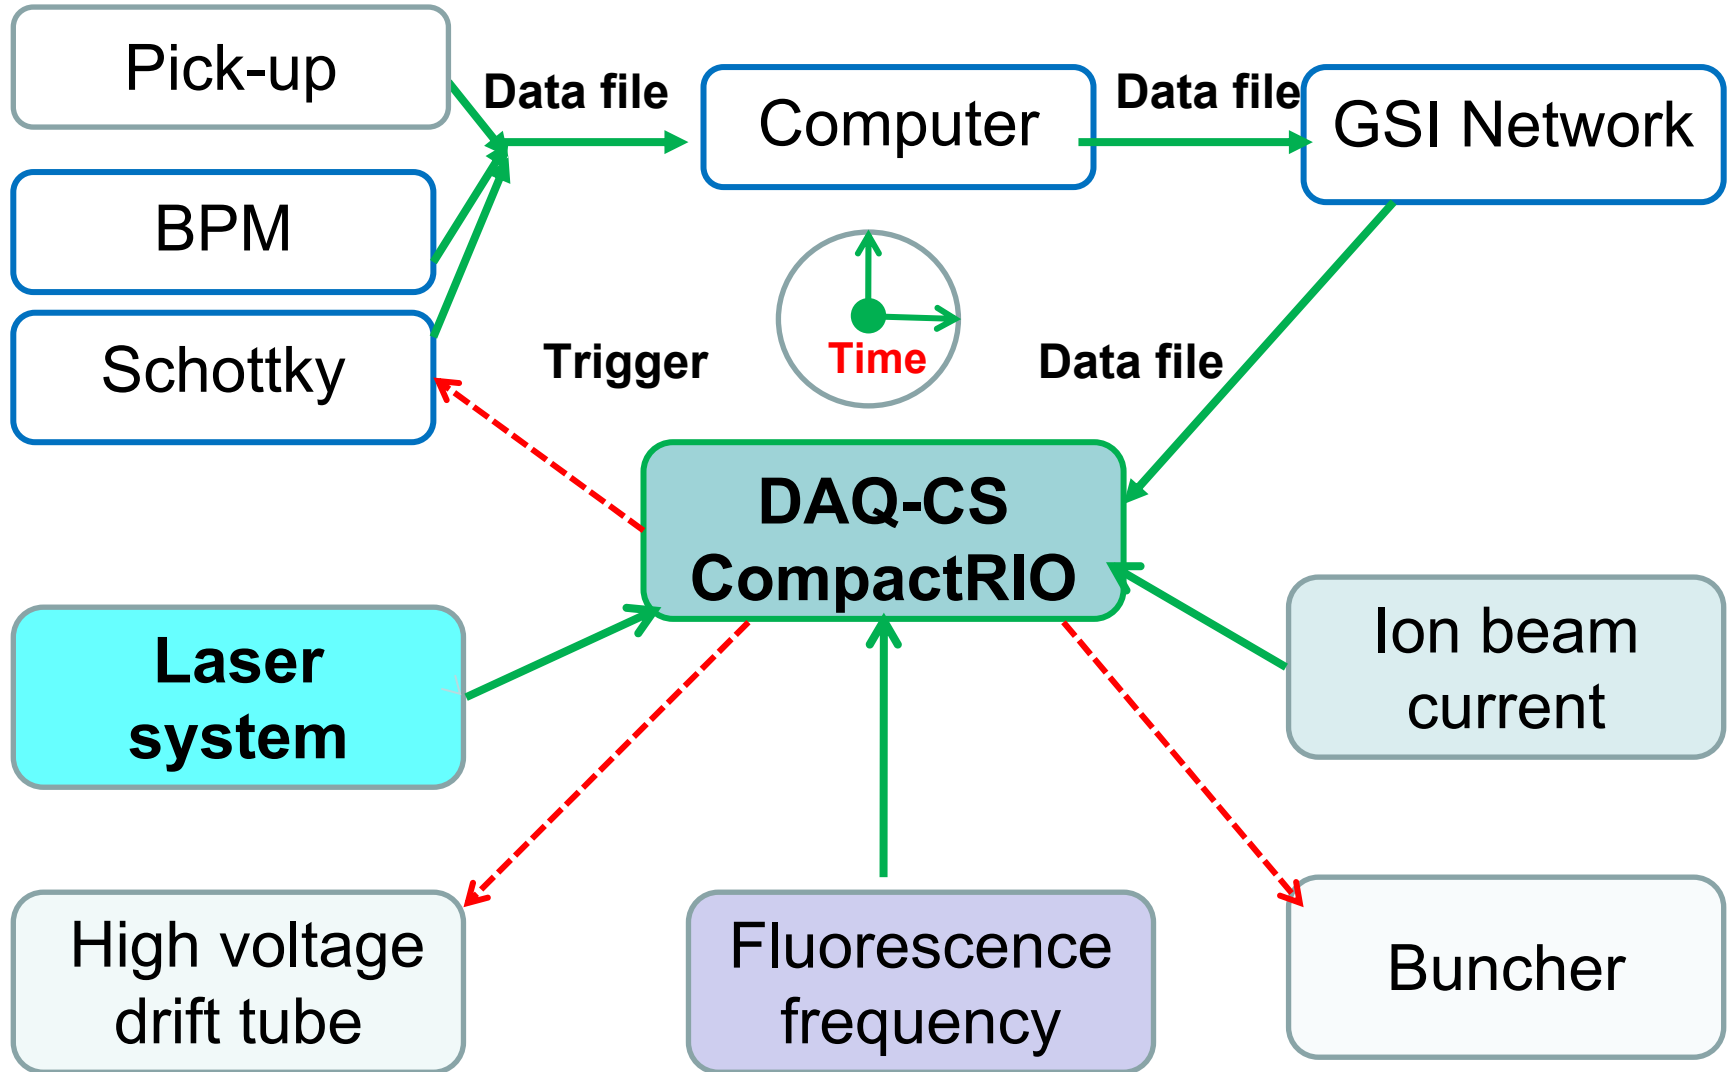 Pick-up
Data file
Computer
Data file
GSI Network
BPM
Schottky
Trigger
Time
Data file
DAQ-CS
CompactRIO
Laser
system
Ion beam
current
High voltage
drift tube
Fluorescence
frequency
Buncher